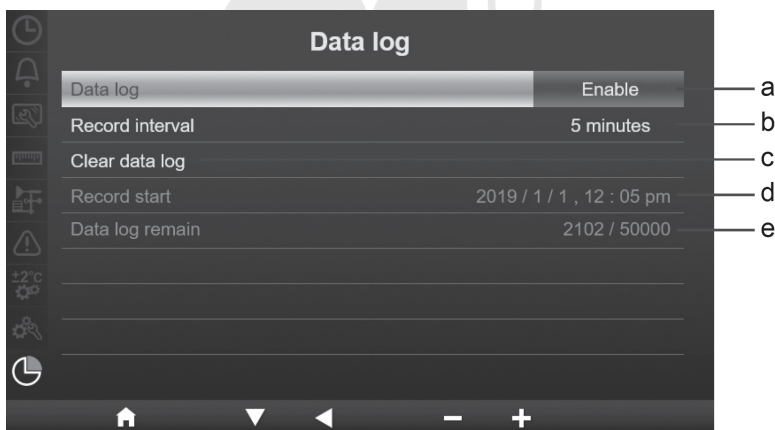 Data log
Data log Enable a
Record interval 5 minutes b
Clear data log c
Record start 2019 / 1 / 1 , 12 : 05 pm d
Data log remain 2102 / 50000 e
±2°C